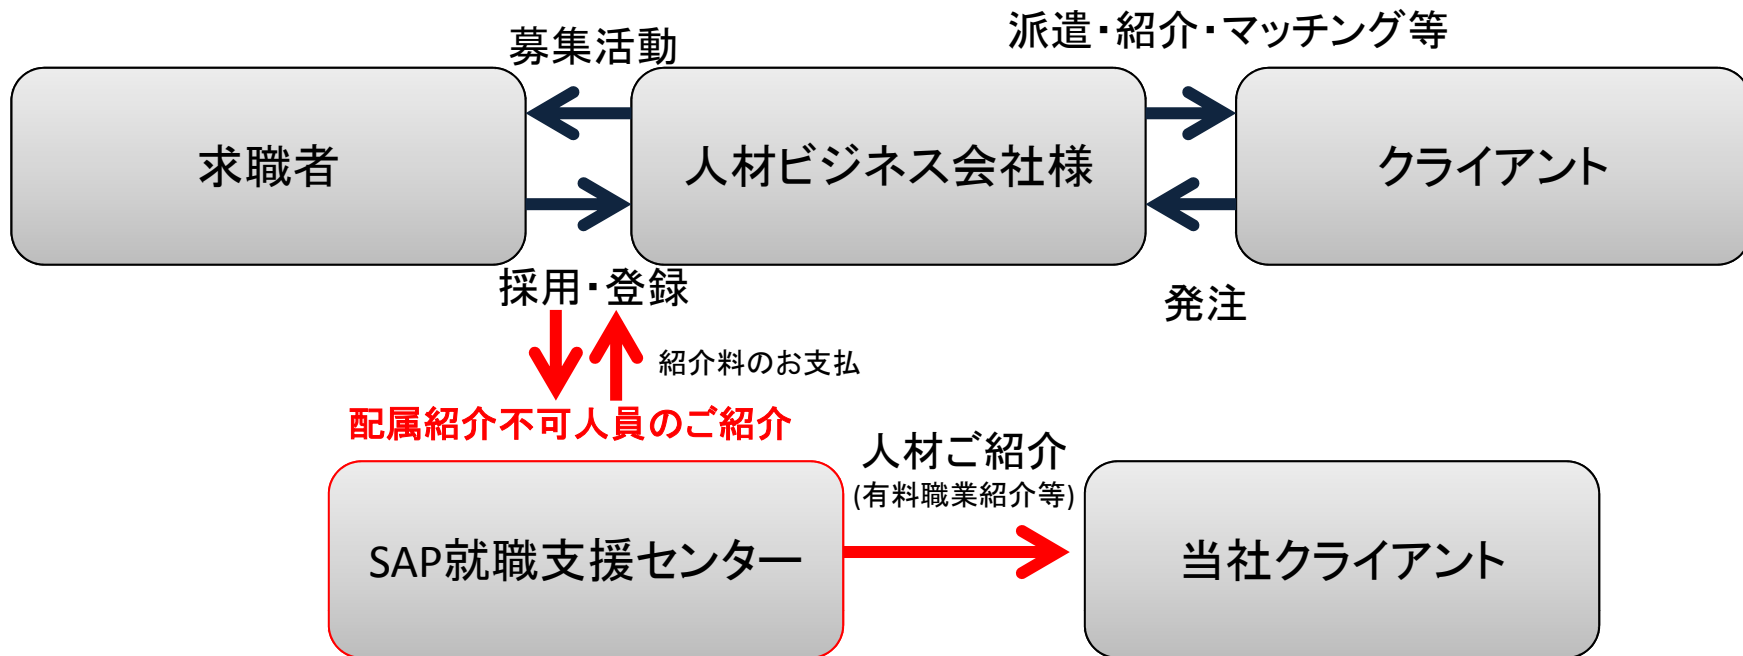 募集活動
派遣・紹介・マッチング等
求職者
人材ビジネス会社様
クライアント
採用・登録
発注
紹介料のお支払
配属紹介不可人員のご紹介
人材ご紹介
(有料職業紹介等)
SAP就職支援センター
当社クライアント